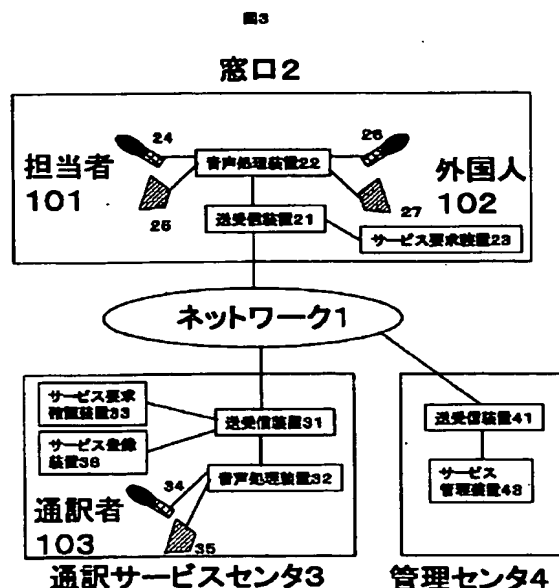 図3
窓口2
24
26
音声処理装置22
担当者
101
外国人
102
25
27
送受信装置21
サービス要求装置23
ネットワーク1
サービス要求
確認装置33
送受信装置31
サービス登録
装置36
音声処理装置32
34
通訳者
103
35
通訳サービスセンタ3
送受信装置41
サービス
管理装置43
管理センタ4